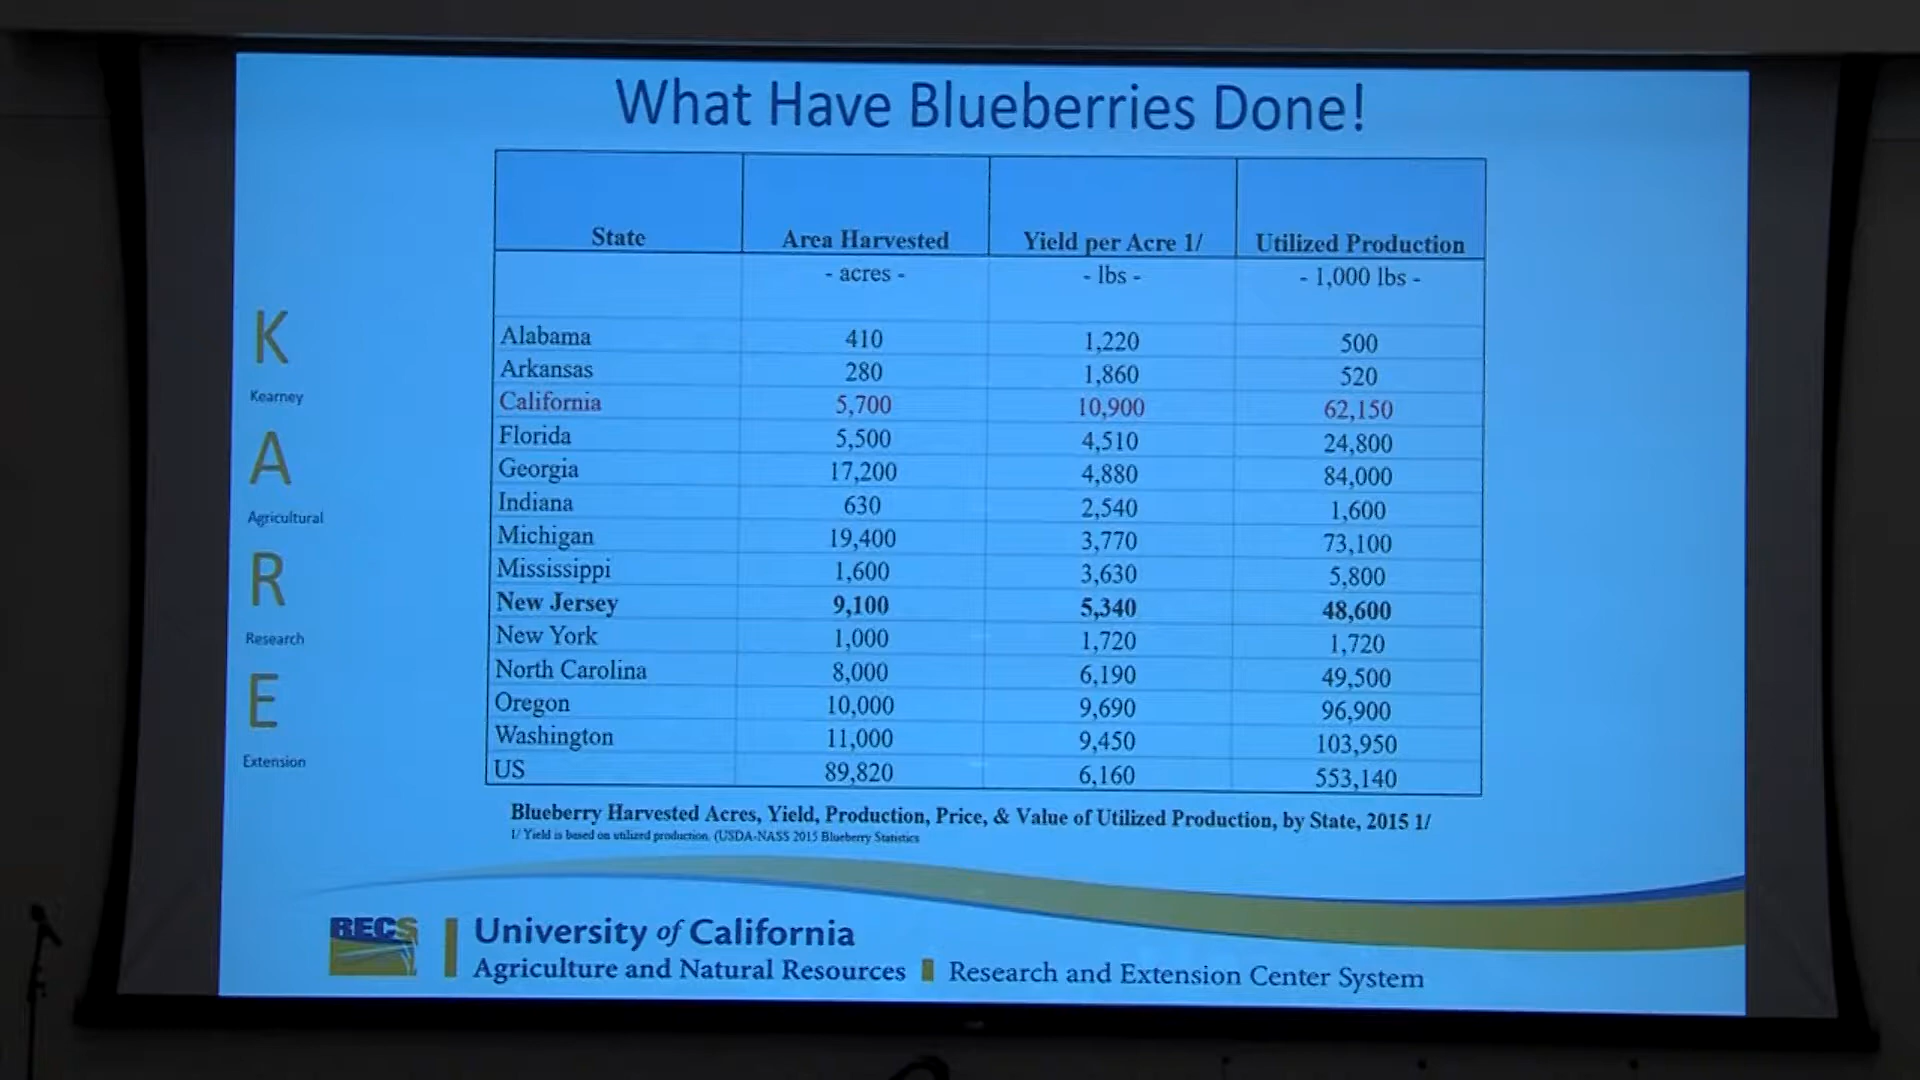 What Have Blueberries Done!
State Area Harvested Yield per Acre 1/ Utilized Production
- acres - - lbs - - 1,000 lbs -
Alabama 410 1,220 500
Arkansas 280 1,860 520
California 5,700 10,900 62,150
Florida 5,500 4,510 24,800
Georgia 17,200 4,880 84,000
Indiana 630 2,540 1,600
Michigan 19,400 3,770 73,100
Mississippi 1,600 3,630 5,800
New Jersey 9,100 5,340 48,600
New York 1,000 1,720 1,720
North Carolina 8,000 6,190 49,500
Oregon 10,000 9,690 96,900
Washington 11,000 9,450 103,950
US 89,820 6,160 553,140
Blueberry Harvested Acres, Yield, Production, Price, & Value of Utilized Production, by State, 2015 1/
1/ Yield is based on utilized production. (USDA-NASS 2015 Blueberry Statistics
K
Kearney
A
Agricultural
R
Research
E
Extension
RECS
University of California
Agriculture and Natural Resources Research and Extension Center System